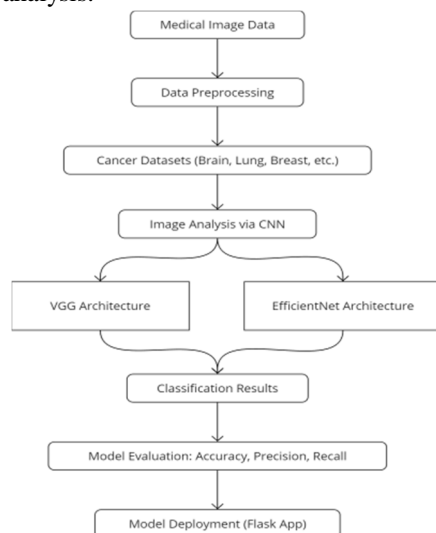 analysis.
Medical Image Data
Data Preprocessing
Cancer Datasets (Brain, Lung, Breast, etc.)
Image Analysis via CNN
VGG Architecture
EfficientNet Architecture
Classification Results
Model Evaluation: Accuracy, Precision, Recall
Model Deployment (Flask App)